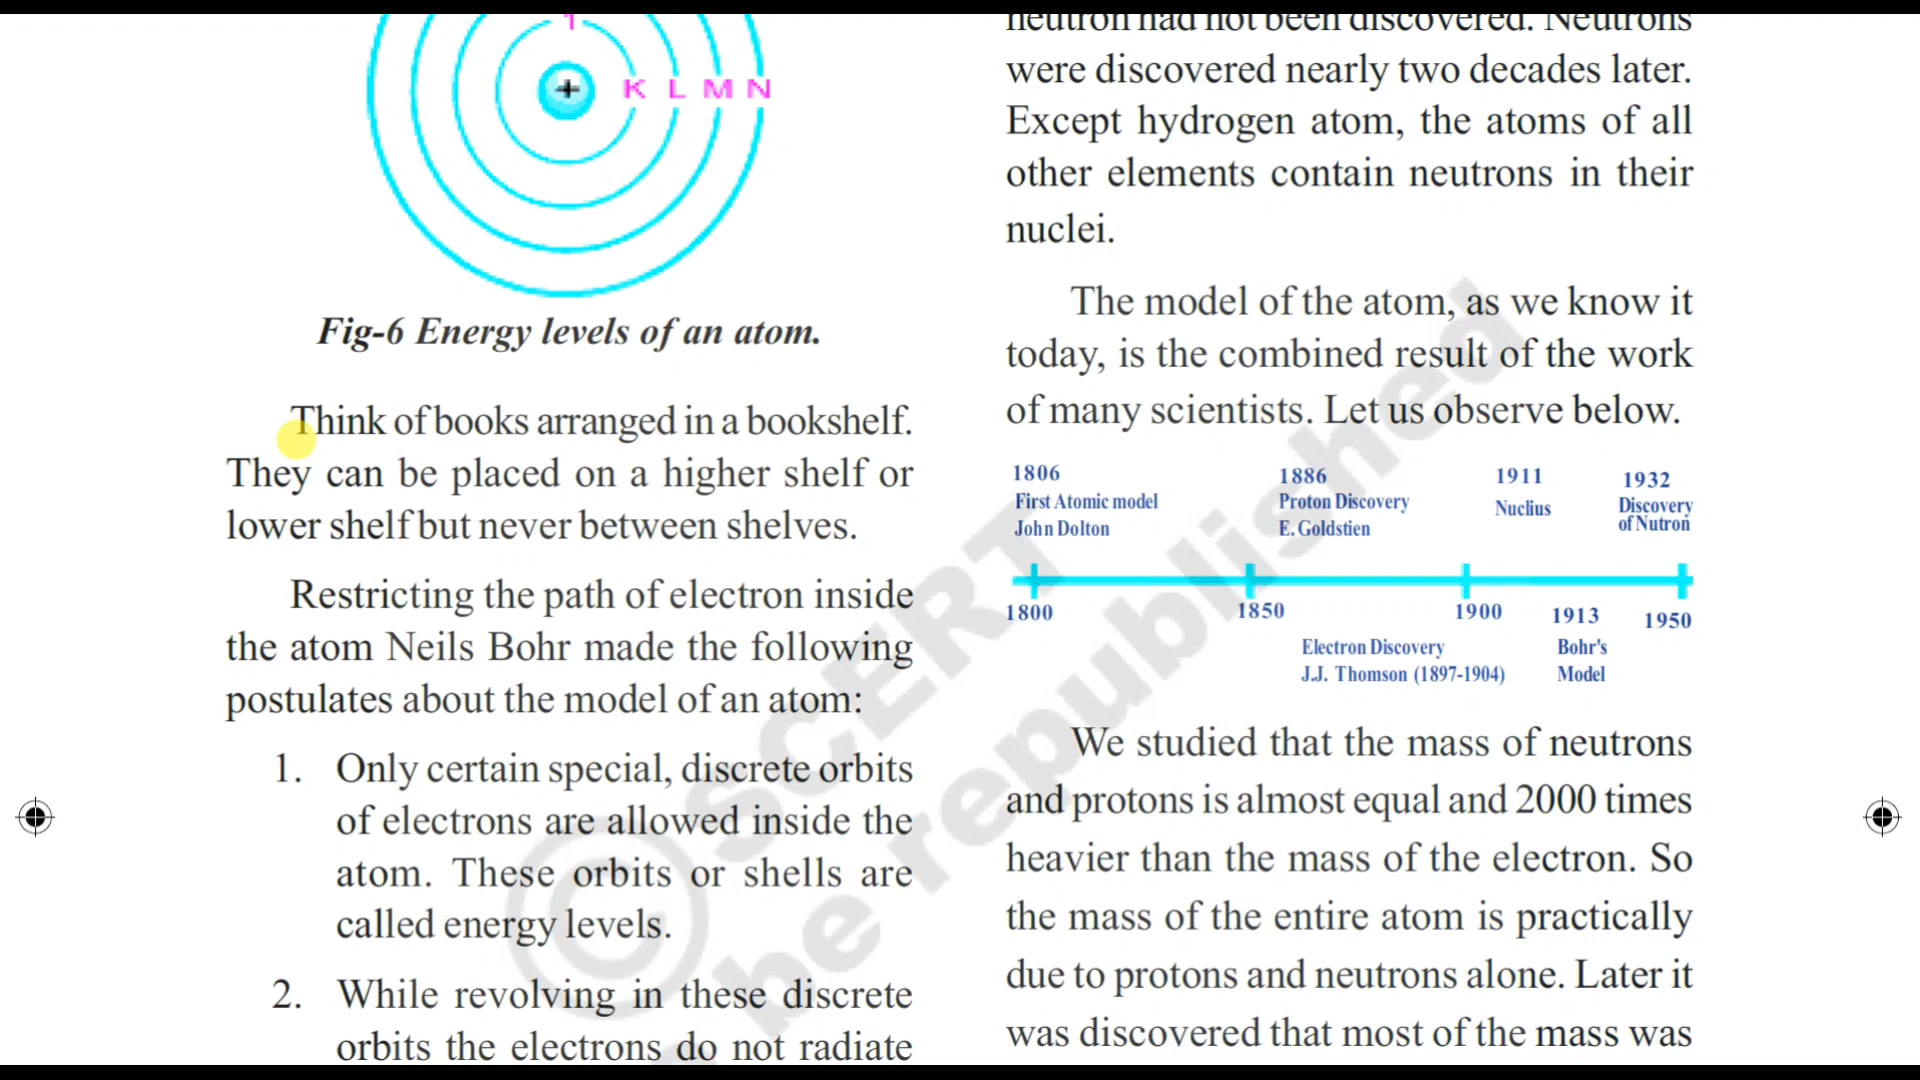 1
+ K L M N
Fig-6 Energy levels of an atom.
Think of books arranged in a bookshelf.
They can be placed on a higher shelf or
lower shelf but never between shelves.
Restricting the path of electron inside
the atom Neils Bohr made the following
postulates about the model of an atom:
1. Only certain special, discrete orbits
of electrons are allowed inside the
atom. These orbits or shells are
called energy levels.
2. While revolving in these discrete
orbits the electrons do not radiate
neutron had not been discovered. Neutrons
were discovered nearly two decades later.
Except hydrogen atom, the atoms of all
other elements contain neutrons in their
nuclei.
The model of the atom, as we know it
today, is the combined result of the work
of many scientists. Let us observe below.
1806
First Atomic model
John Dolton
1886
Proton Discovery
E. Goldstien
1911
Nuclius
1932
Discovery
of Nutron
1800
1850
1900
1913
1950
Electron Discovery
J.J. Thomson (1897-1904)
Bohr's
Model
We studied that the mass of neutrons
and protons is almost equal and 2000 times
heavier than the mass of the electron. So
the mass of the entire atom is practically
due to protons and neutrons alone. Later it
was discovered that most of the mass was
© SCERT
be republished